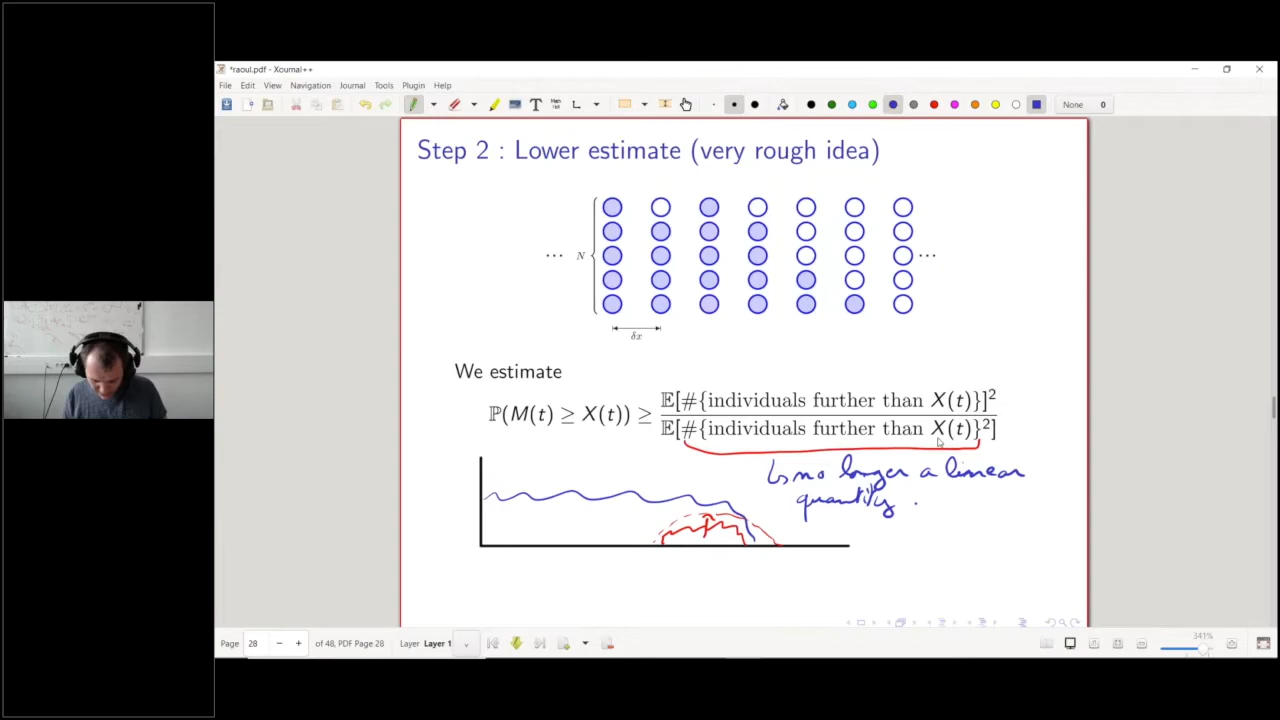 *raoul.pdf - Xournal++
File Edit View Navigation Journal Tools Plugin Help
None 0
Step 2 : Lower estimate (very rough idea)
··· N ···
δx
We estimate
ℙ(M(t) ≥ X(t)) ≥ 𝔼[#{individuals further than X(t)}]²
𝔼[#{individuals further than X(t)}²]
↳ no longer a linear
quantity .
Page 28 − + of 48, PDF Page 28 Layer Layer 1 341%